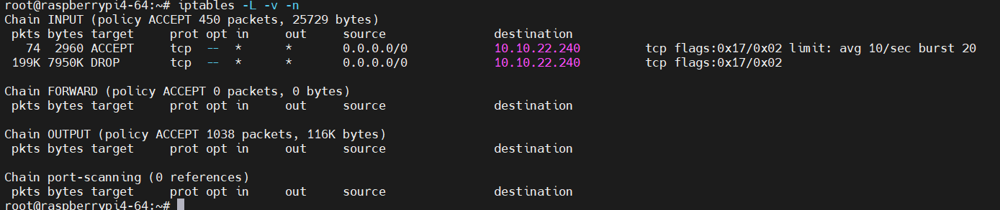 root@raspberrypi4-64:~# iptables -L -v -n
Chain INPUT (policy ACCEPT 450 packets, 25729 bytes)
 pkts bytes target     prot opt in     out     source               destination
   74  2960 ACCEPT     tcp  --  *      *       0.0.0.0/0            10.10.22.240         tcp flags:0x17/0x02 limit: avg 10/sec burst 20
 199K 7950K DROP       tcp  --  *      *       0.0.0.0/0            10.10.22.240         tcp flags:0x17/0x02

Chain FORWARD (policy ACCEPT 0 packets, 0 bytes)
 pkts bytes target     prot opt in     out     source               destination

Chain OUTPUT (policy ACCEPT 1038 packets, 116K bytes)
 pkts bytes target     prot opt in     out     source               destination

Chain port-scanning (0 references)
 pkts bytes target     prot opt in     out     source               destination
root@raspberrypi4-64:~#